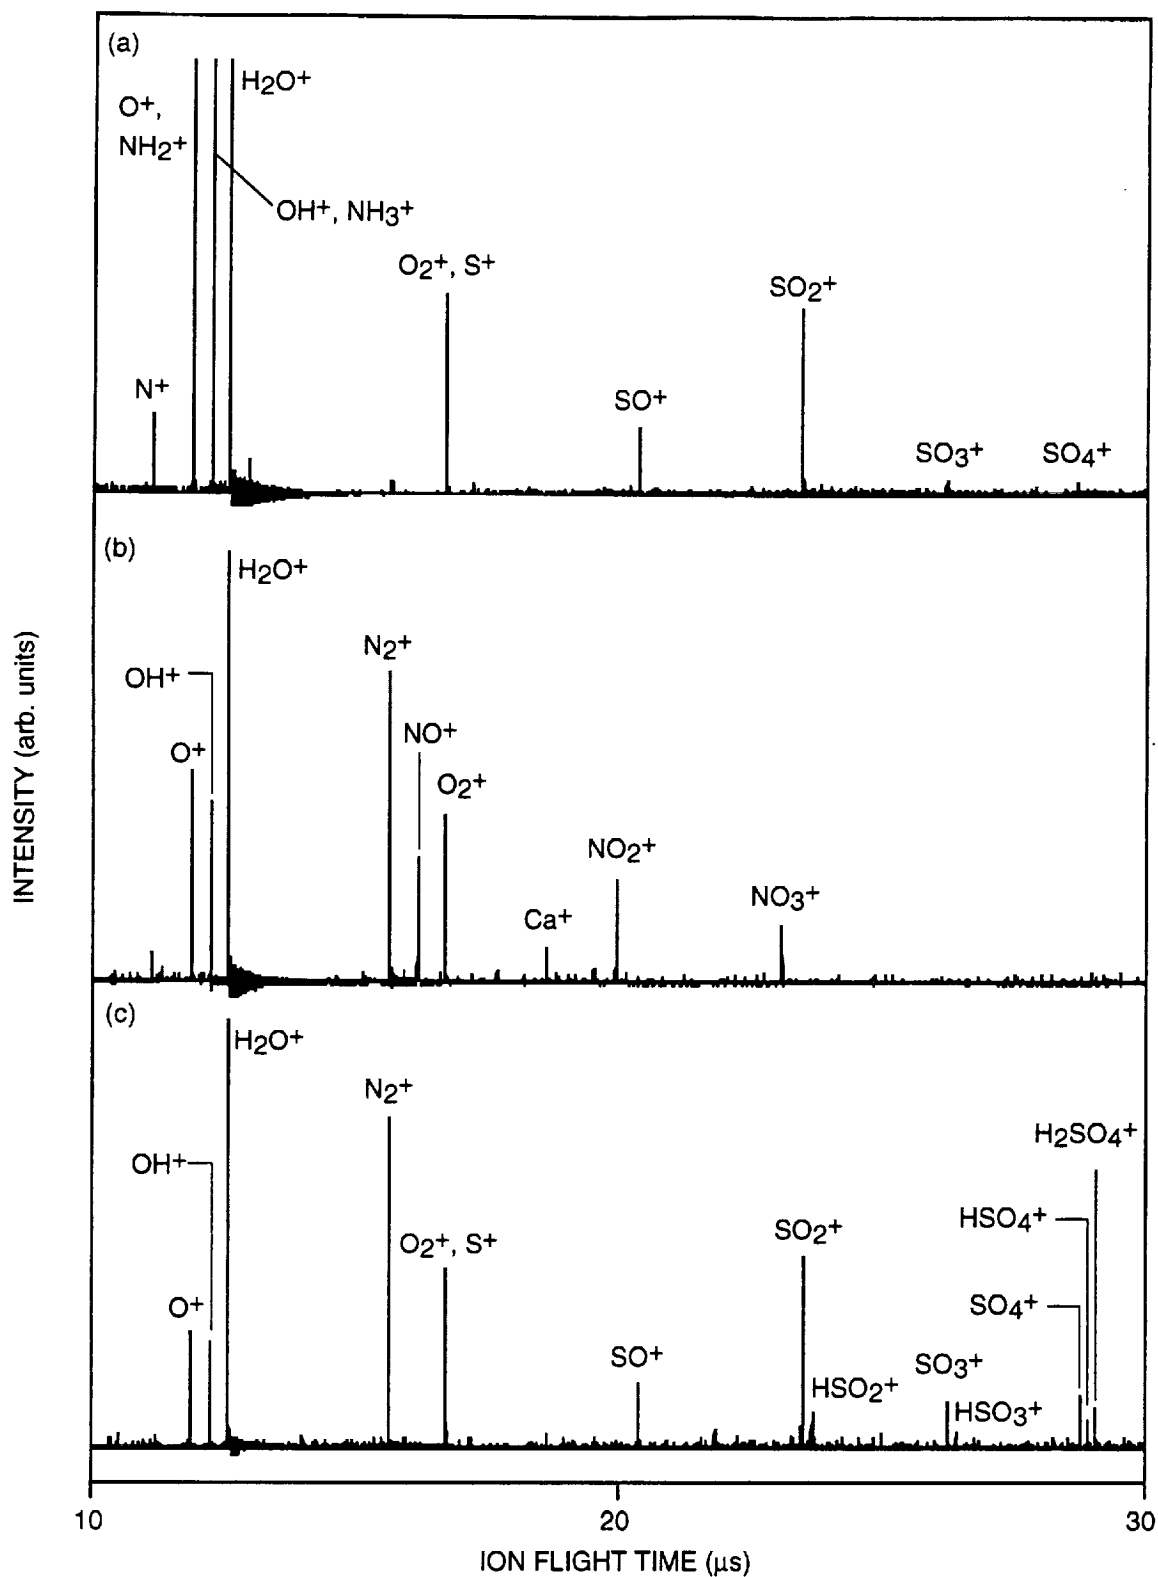 (a)
H2O+
O+,
NH2+
OH+, NH3+
O2+, S+
SO2+
N+
SO+
SO3+
SO4+
(b)
H2O+
N2+
OH+
NO+
O+
O2+
NO2+
NO3+
Ca+
(c)
H2O+
N2+
H2SO4+
OH+
HSO4+
SO2+
O2+, S+
SO4+
O+
SO+
SO3+
HSO2+
HSO3+
INTENSITY (arb. units)
10
20
30
ION FLIGHT TIME (μs)